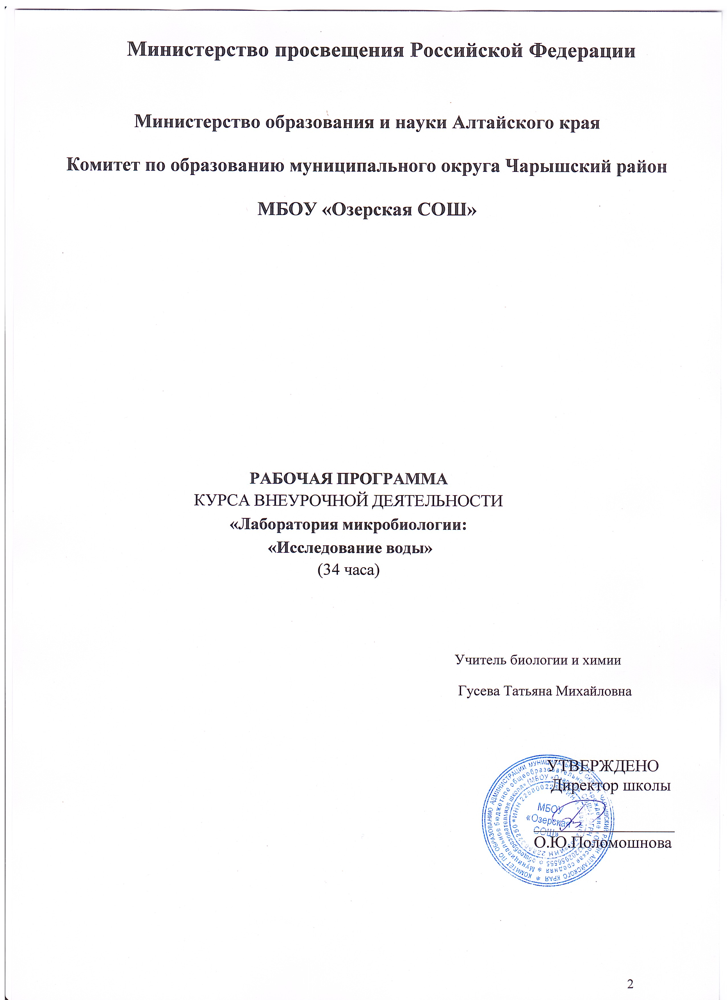 Министерство просвещения Российской Федерации
Министерство образования и науки Алтайского края
Комитет по образованию муниципального округа Чарышский район
МБОУ «Озерская СОШ»
РАБОЧАЯ ПРОГРАММА
КУРСА ВНЕУРОЧНОЙ ДЕЯТЕЛЬНОСТИ
«Лаборатория микробиологии:
«Исследование воды»
(34 часа)
Учитель биологии и химии
Гусева Татьяна Михайловна
УТВЕРЖДЕНО
Директор школы
О.Ю.Поломошнова
МБОУ
«Озерская
СОШ»
2